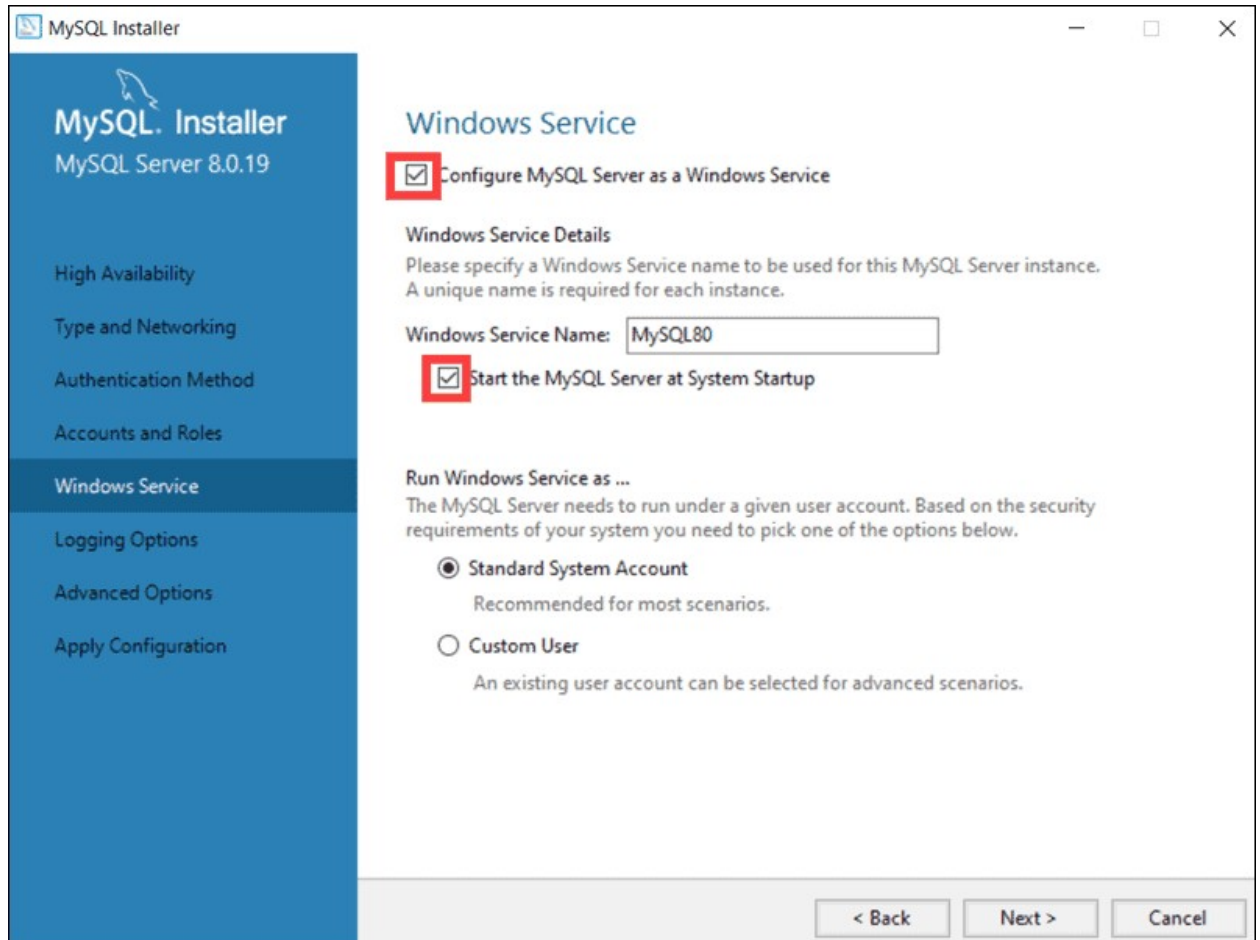 MySQL Installer
MySQL. Installer
MySQL Server 8.0.19
High Availability
Type and Networking
Authentication Method
Accounts and Roles
Windows Service
Logging Options
Advanced Options
Apply Configuration
Windows Service
Configure MySQL Server as a Windows Service
Windows Service Details
Please specify a Windows Service name to be used for this MySQL Server instance.
A unique name is required for each instance.
Windows Service Name: MySQL80
Start the MySQL Server at System Startup
Run Windows Service as ...
The MySQL Server needs to run under a given user account. Based on the security
requirements of your system you need to pick one of the options below.
Standard System Account
Recommended for most scenarios.
Custom User
An existing user account can be selected for advanced scenarios.
< Back Next > Cancel